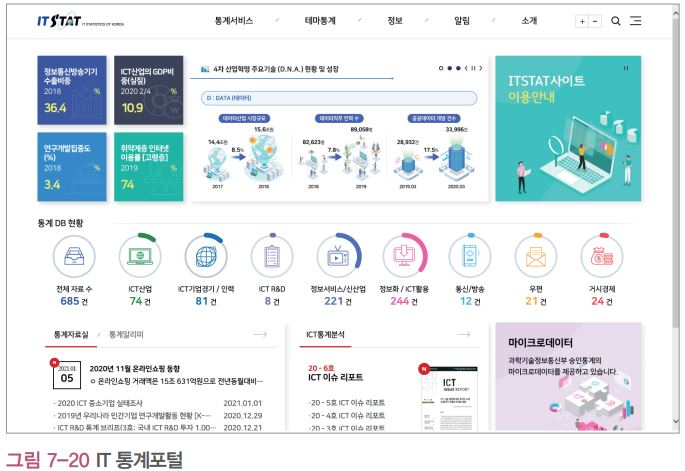 ITSTAT IT STATISTICS OF KOREA
통계서비스 / 테마통계 / 정보 / 알림 / 소개
+ −
정보통신방송기기
수출비중
2018 %
36.4
ICT산업의 GDP비
중(실질)
2020 2/4 %
10.9
연구개발집중도
(%)
2018 %
3.4
취약계층 인터넷
이용률 [고령층]
2019 %
74
4차 산업혁명 주요기술 (D.N.A.) 현황 및 성장
D : DATA (데이터)
데이터산업 시장규모
14.4조원
8.5%
15.6조원
2017 2018
데이터직무 인력 수
82,623명
7.8%
89,058명
2018 2019
공공데이터 개방 건수
28,932건
17.5%
33,996건
2019.03 2020.03
ITSTAT사이트
이용안내
통계 DB 현황
전체 자료 수
685 건
ICT산업
74 건
ICT기업경기 / 인력
81 건
ICT R&D
8 건
정보서비스/신산업
221 건
정보화 / ICT활용
244 건
통신/방송
12 건
우편
21 건
거시경제
24 건
통계자료실 / 통계알리미
N
2021.01
05
2020년 11월 온라인쇼핑 동향
ㅇ 온라인쇼핑 거래액은 15조 631억원으로 전년동월대비…
· 2020 ICT 중소기업 실태조사 2021.01.01
· 2019년 우리나라 민간기업 연구개발활동 현황 [K-… 2020.12.29
· ICT R&D 통계 브리프(3호: 국내 ICT R&D 투자 1.00… 2020.12.21
ICT통계분석
20 - 6호
ICT 이슈 리포트
· 20 - 5호 ICT 이슈 리포트
· 20 - 4호 ICT 이슈 리포트
· 20 - 3호 ICT 이슈 리포트
N
ICT
ISSUE REPORT
마이크로데이터
과학기술정보통신부 승인통계의
마이크로데이터를 제공하고 있습니다.
그림 7-20 IT 통계포털